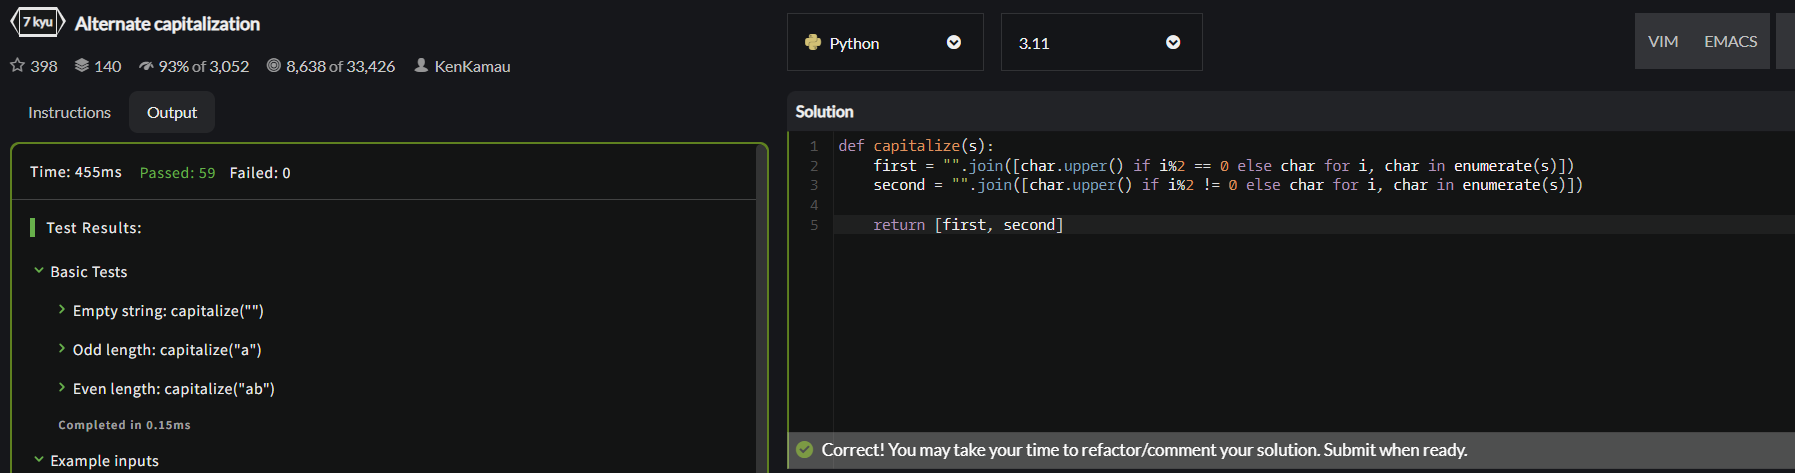 7 kyu Alternate capitalization
398 140 93% of 3,052 8,638 of 33,426 KenKamau
Instructions Output
Time: 455ms Passed: 59 Failed: 0
Test Results:
Basic Tests
Empty string: capitalize("")
Odd length: capitalize("a")
Even length: capitalize("ab")
Completed in 0.15ms
Example inputs
Python 3.11 VIM EMACS
Solution
1 def capitalize(s):
2     first = "".join([char.upper() if i%2 == 0 else char for i, char in enumerate(s)])
3     second = "".join([char.upper() if i%2 != 0 else char for i, char in enumerate(s)])
4
5     return [first, second]
Correct! You may take your time to refactor/comment your solution. Submit when ready.